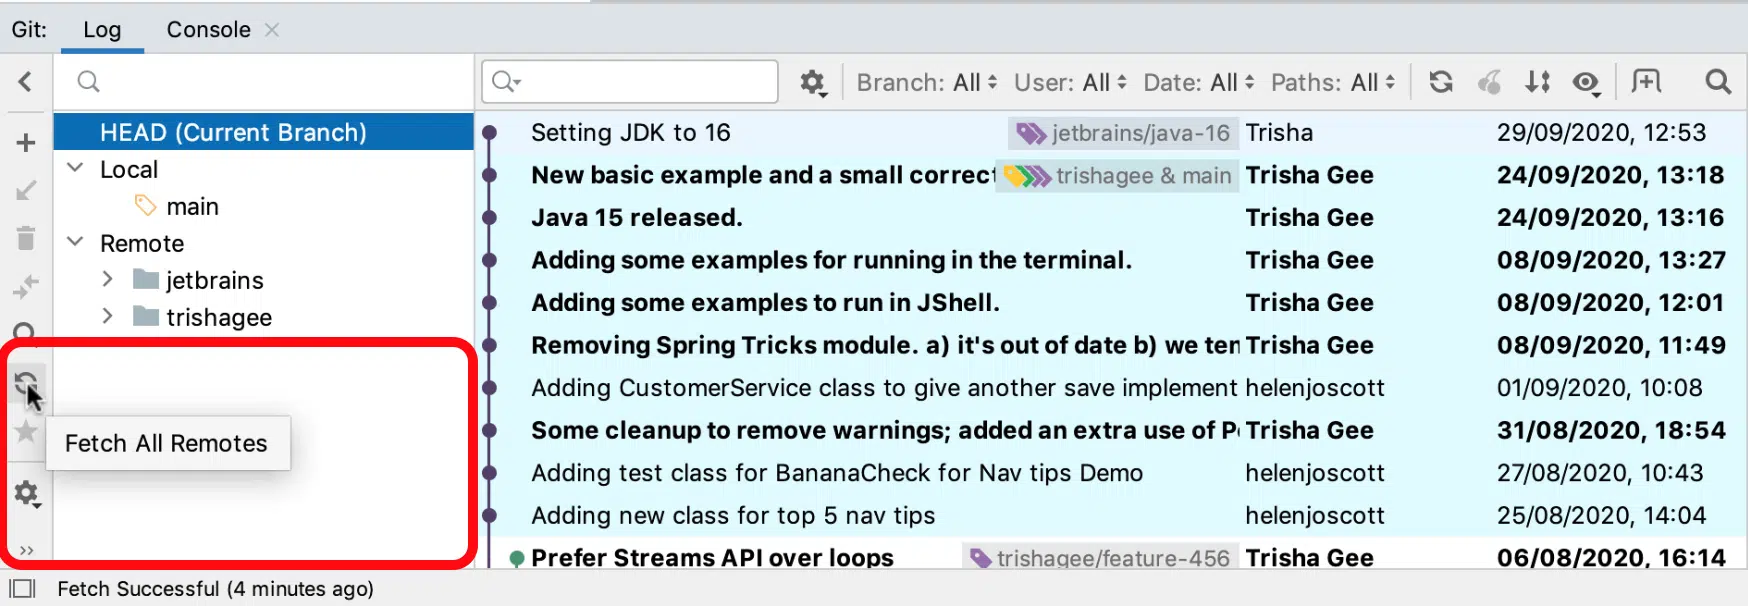 Git: Log Console
Branch: All User: All Date: All Paths: All
HEAD (Current Branch)
Local
main
Remote
jetbrains
trishagee
Fetch All Remotes
Setting JDK to 16 jetbrains/java-16 Trisha 29/09/2020, 12:53
New basic example and a small correct trishagee & main Trisha Gee 24/09/2020, 13:18
Java 15 released. Trisha Gee 24/09/2020, 13:16
Adding some examples for running in the terminal. Trisha Gee 08/09/2020, 13:27
Adding some examples to run in JShell. Trisha Gee 08/09/2020, 12:01
Removing Spring Tricks module. a) it's out of date b) we ten Trisha Gee 08/09/2020, 11:49
Adding CustomerService class to give another save implement helenjoscott 01/09/2020, 10:08
Some cleanup to remove warnings; added an extra use of P Trisha Gee 31/08/2020, 18:54
Adding test class for BananaCheck for Nav tips Demo helenjoscott 27/08/2020, 10:43
Adding new class for top 5 nav tips helenjoscott 25/08/2020, 14:04
Prefer Streams API over loops trishagee/feature-456 Trisha Gee 06/08/2020, 16:14
Fetch Successful (4 minutes ago)